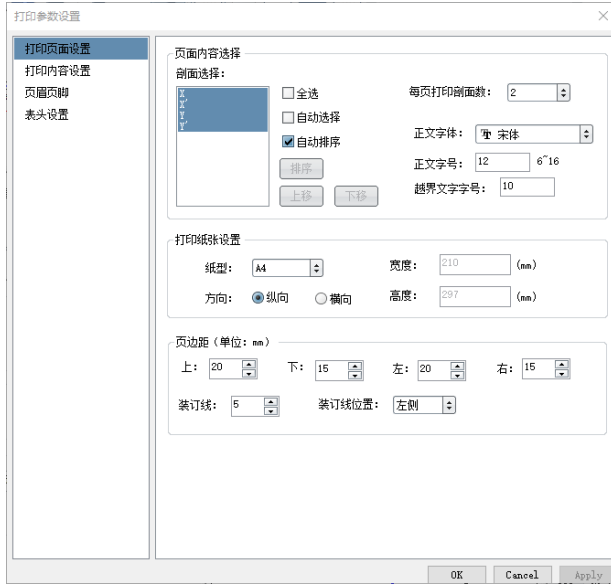 打印参数设置
打印页面设置
打印内容设置
页眉页脚
表头设置
页面内容选择
剖面选择:
X
X'
Y
Y'
全选
自动选择
自动排序
排序
上移 下移
每页打印剖面数: 2
正文字体: 宋体
正文字号: 12 6~16
越界文字字号: 10
打印纸张设置
纸型: A4 宽度: 210 (mm)
方向: 纵向 横向 高度: 297 (mm)
页边距(单位: mm)
上: 20 下: 15 左: 20 右: 15
装订线: 5 装订线位置: 左侧
OK Cancel Apply